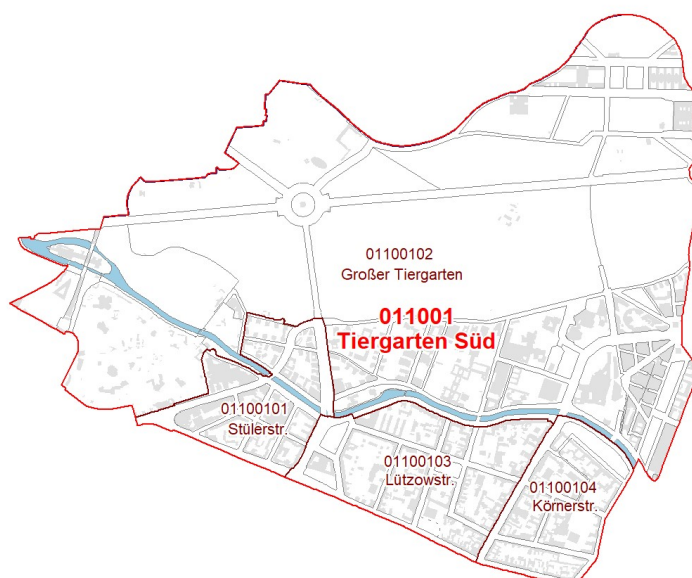 01100102
Großer Tiergarten
011001
Tiergarten Süd
01100101
Stülerstr.
01100103
Lützowstr.
01100104
Körnerstr.